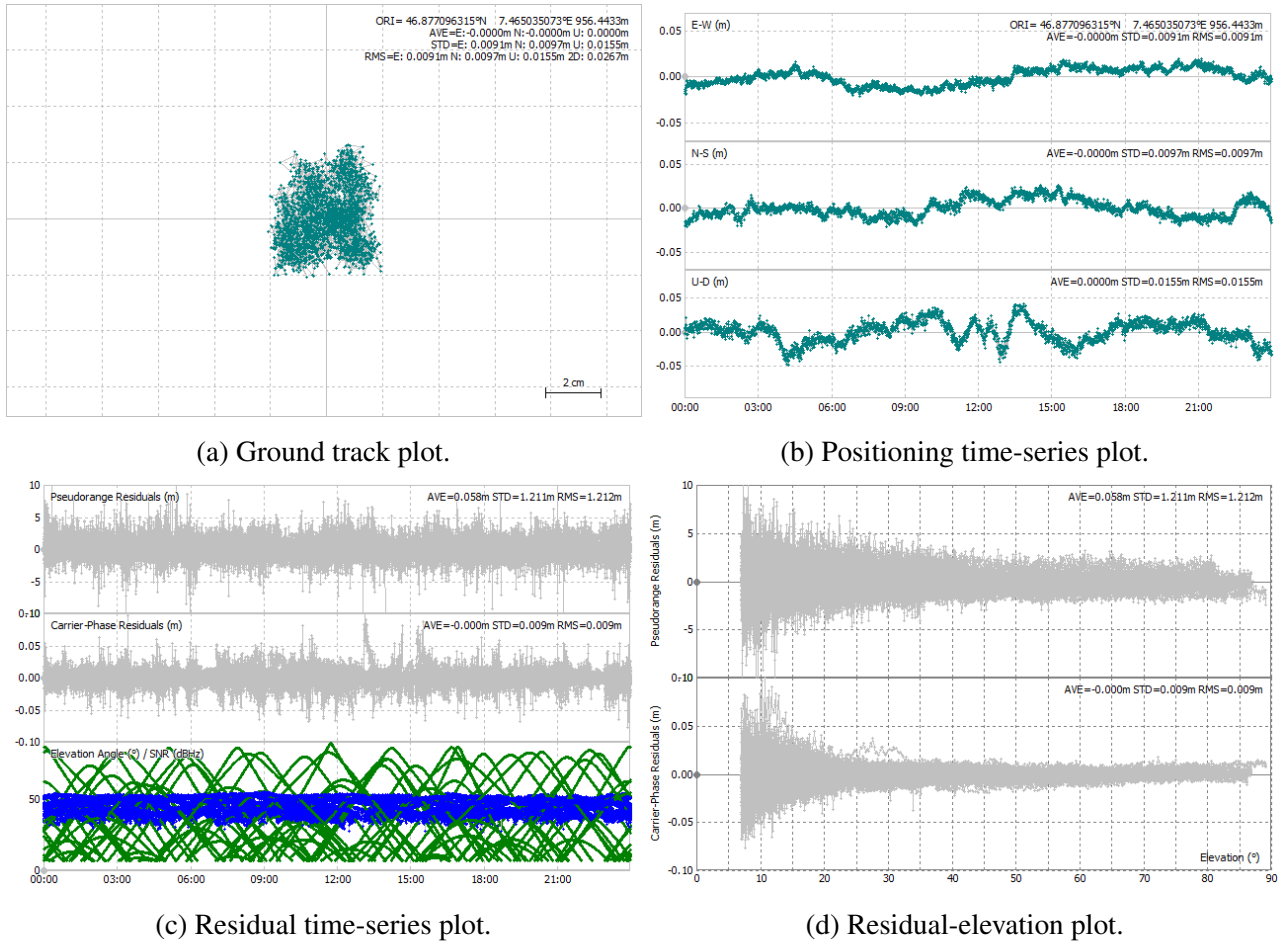 ORI= 46.877096315°N 7.465035073°E 956.4433m
AVE=E:-0.0000m N:-0.0000m U: 0.0000m
STD=E: 0.0091m N: 0.0097m U: 0.0155m
RMS=E: 0.0091m N: 0.0097m U: 0.0155m 2D: 0.0267m
2 cm
(a) Ground track plot.
E-W (m)
ORI= 46.877096315°N 7.465035073°E 956.4433m
AVE=-0.0000m STD=0.0091m RMS=0.0091m
0.05
0.00
-0.05
N-S (m)
AVE=-0.0000m STD=0.0097m RMS=0.0097m
0.05
0.00
-0.05
U-D (m)
AVE=0.0000m STD=0.0155m RMS=0.0155m
0.05
0.00
-0.05
00:00 03:00 06:00 09:00 12:00 15:00 18:00 21:00
(b) Positioning time-series plot.
Pseudorange Residuals (m)
AVE=0.058m STD=1.211m RMS=1.212m
10
5
0
-5
Carrier-Phase Residuals (m)
AVE=-0.000m STD=0.009m RMS=0.009m
0.05
0.00
-0.05
-0.10
Elevation Angle (°) / SNR (dBHz)
50
0
00:00 03:00 06:00 09:00 12:00 15:00 18:00 21:00
(c) Residual time-series plot.
Pseudorange Residuals (m)
AVE=0.058m STD=1.211m RMS=1.212m
10
5
0
-5
Carrier-Phase Residuals (m)
AVE=-0.000m STD=0.009m RMS=0.009m
0.05
0.00
-0.05
-0.10
Elevation (°)
0 10 20 30 40 50 60 70 80 90
(d) Residual-elevation plot.